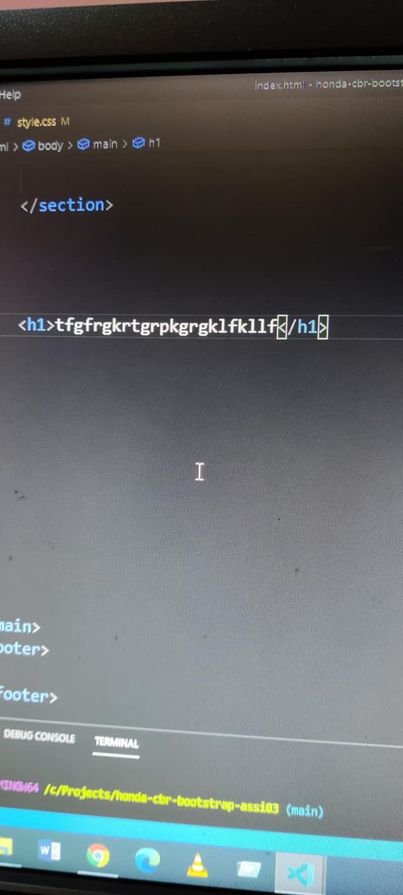 Help
index.html - honda-cbr-bootst
# style.css M
ml > body > main > h1
</section>
<h1>tfgfrgkrtgrpkgrgklfkllf</h1>
main>
ooter>
footer>
DEBUG CONSOLE TERMINAL
MINGW64 /c/Projects/honda-cbr-bootstrap-assi03 (main)